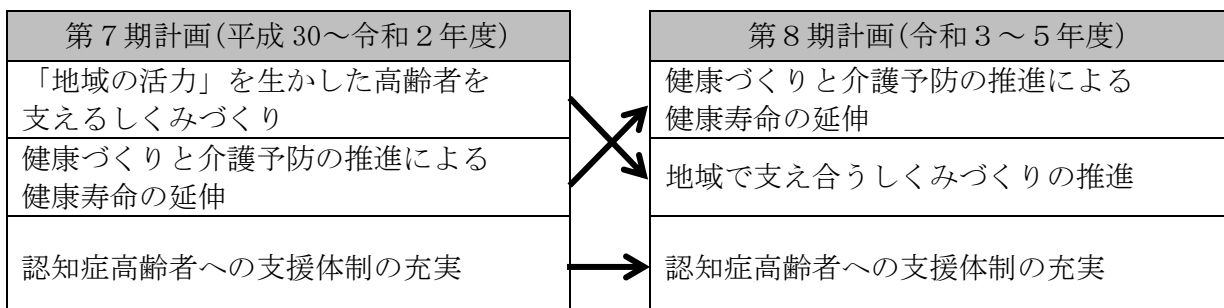 第７期計画(平成30～令和２年度)
「地域の活力」を生かした高齢者を
支えるしくみづくり
健康づくりと介護予防の推進による
健康寿命の延伸
認知症高齢者への支援体制の充実
第８期計画(令和３～５年度)
健康づくりと介護予防の推進による
健康寿命の延伸
地域で支え合うしくみづくりの推進
認知症高齢者への支援体制の充実